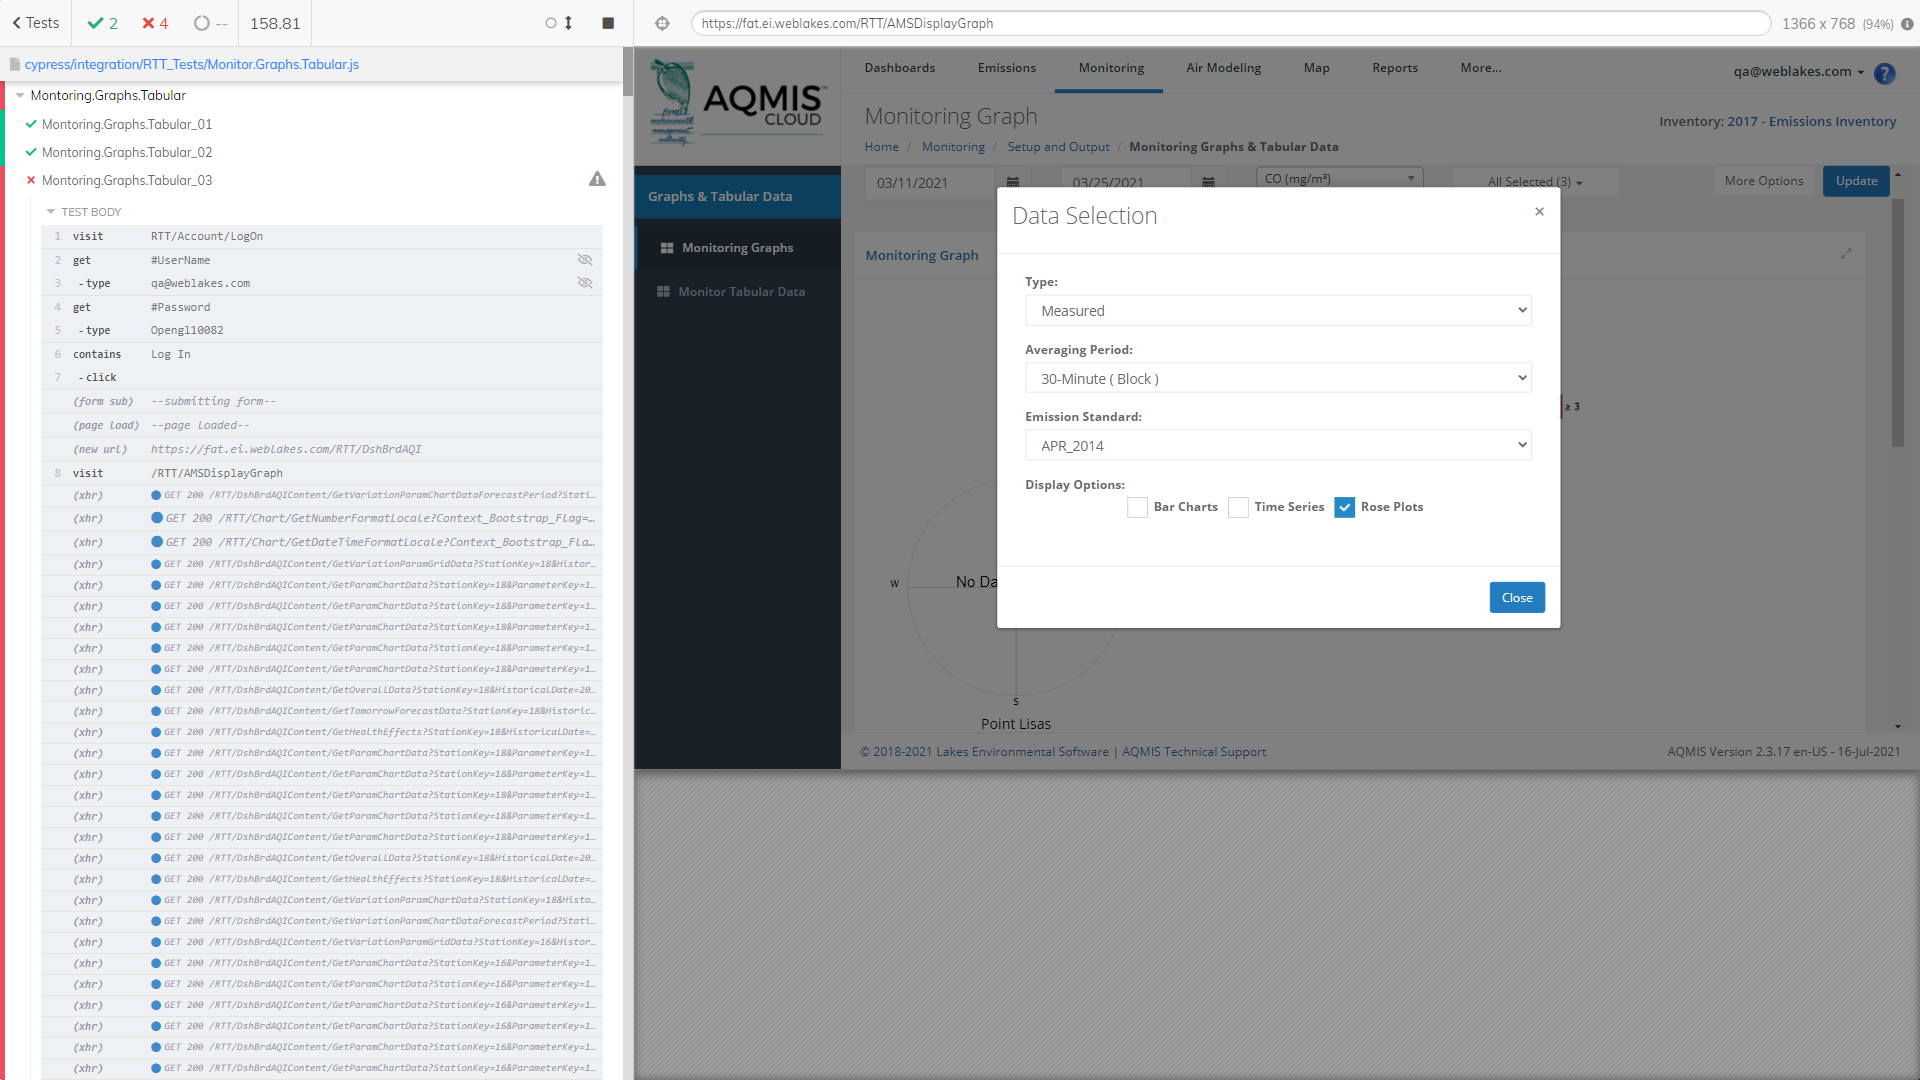 Tests
2
4
--
158.81
https://fat.ei.weblakes.com/RTT/AMSDisplayGraph
1366 x 768 (94%)
cypress/integration/RTT_Tests/Monitor.Graphs.Tabular.js
Montoring.Graphs.Tabular
Montoring.Graphs.Tabular_01
Montoring.Graphs.Tabular_02
Montoring.Graphs.Tabular_03
TEST BODY
1 visit RTT/Account/LogOn
2 get #UserName
3 -type qa@weblakes.com
4 get #Password
5 -type Opengl10082
6 contains Log In
7 -click
(form sub) --submitting form--
(page load) --page loaded--
(new url) https://fat.ei.weblakes.com/RTT/DshBrdAQI
8 visit /RTT/AMSDisplayGraph
(xhr) GET 200 /RTT/DshBrdAQIContent/GetVariationParamChartDataForecastPeriod?Stati…
(xhr) GET 200 /RTT/Chart/GetNumberFormatLocale?Context_Bootstrap_Flag=…
(xhr) GET 200 /RTT/Chart/GetDateTimeFormatLocale?Context_Bootstrap_Fla…
(xhr) GET 200 /RTT/DshBrdAQIContent/GetVariationParamGridData?StationKey=18&Histor…
(xhr) GET 200 /RTT/DshBrdAQIContent/GetParamChartData?StationKey=18&ParameterKey=1…
(xhr) GET 200 /RTT/DshBrdAQIContent/GetParamChartData?StationKey=18&ParameterKey=1…
(xhr) GET 200 /RTT/DshBrdAQIContent/GetParamChartData?StationKey=18&ParameterKey=1…
(xhr) GET 200 /RTT/DshBrdAQIContent/GetParamChartData?StationKey=18&ParameterKey=1…
(xhr) GET 200 /RTT/DshBrdAQIContent/GetParamChartData?StationKey=18&ParameterKey=1…
(xhr) GET 200 /RTT/DshBrdAQIContent/GetOverallData?StationKey=18&HistoricalDate=20…
(xhr) GET 200 /RTT/DshBrdAQIContent/GetTomorrowForecastData?StationKey=18&Historic…
(xhr) GET 200 /RTT/DshBrdAQIContent/GetHealthEffects?StationKey=18&HistoricalDate=…
(xhr) GET 200 /RTT/DshBrdAQIContent/GetParamChartData?StationKey=18&ParameterKey=1…
(xhr) GET 200 /RTT/DshBrdAQIContent/GetParamChartData?StationKey=18&ParameterKey=1…
(xhr) GET 200 /RTT/DshBrdAQIContent/GetParamChartData?StationKey=18&ParameterKey=1…
(xhr) GET 200 /RTT/DshBrdAQIContent/GetParamChartData?StationKey=18&ParameterKey=1…
(xhr) GET 200 /RTT/DshBrdAQIContent/GetParamChartData?StationKey=18&ParameterKey=1…
(xhr) GET 200 /RTT/DshBrdAQIContent/GetOverallData?StationKey=18&HistoricalDate=20…
(xhr) GET 200 /RTT/DshBrdAQIContent/GetHealthEffects?StationKey=18&HistoricalDate=…
(xhr) GET 200 /RTT/DshBrdAQIContent/GetVariationParamChartData?StationKey=18&Histo…
(xhr) GET 200 /RTT/DshBrdAQIContent/GetVariationParamChartDataForecastPeriod?Stati…
(xhr) GET 200 /RTT/DshBrdAQIContent/GetVariationParamGridData?StationKey=16&Histor…
(xhr) GET 200 /RTT/DshBrdAQIContent/GetParamChartData?StationKey=16&ParameterKey=1…
(xhr) GET 200 /RTT/DshBrdAQIContent/GetParamChartData?StationKey=16&ParameterKey=1…
(xhr) GET 200 /RTT/DshBrdAQIContent/GetParamChartData?StationKey=16&ParameterKey=1…
(xhr) GET 200 /RTT/DshBrdAQIContent/GetParamChartData?StationKey=16&ParameterKey=1…
(xhr) GET 200 /RTT/DshBrdAQIContent/GetParamChartData?StationKey=16&ParameterKey=1…
(xhr) GET 200 /RTT/DshBrdAQIContent/GetParamChartData?StationKey=16&ParameterKey=1…
AQMIS™
CLOUD
Dashboards Emissions Monitoring Air Modeling Map Reports More...
qa@weblakes.com ?
Monitoring Graph
Inventory: 2017 - Emissions Inventory
Home / Monitoring / Setup and Output / Monitoring Graphs & Tabular Data
Graphs & Tabular Data
Monitoring Graphs
Monitor Tabular Data
03/11/2021 03/25/2021 CO (mg/m³) All Selected (3) More Options Update
Monitoring Graph
Data Selection ×
Type:
Measured
Averaging Period:
30-Minute ( Block )
Emission Standard:
APR_2014
Display Options:
Bar Charts Time Series Rose Plots
Close
≥ 3
W No Da
S
Point Lisas
© 2018-2021 Lakes Environmental Software | AQMIS Technical Support
AQMIS Version 2.3.17 en-US - 16-Jul-2021